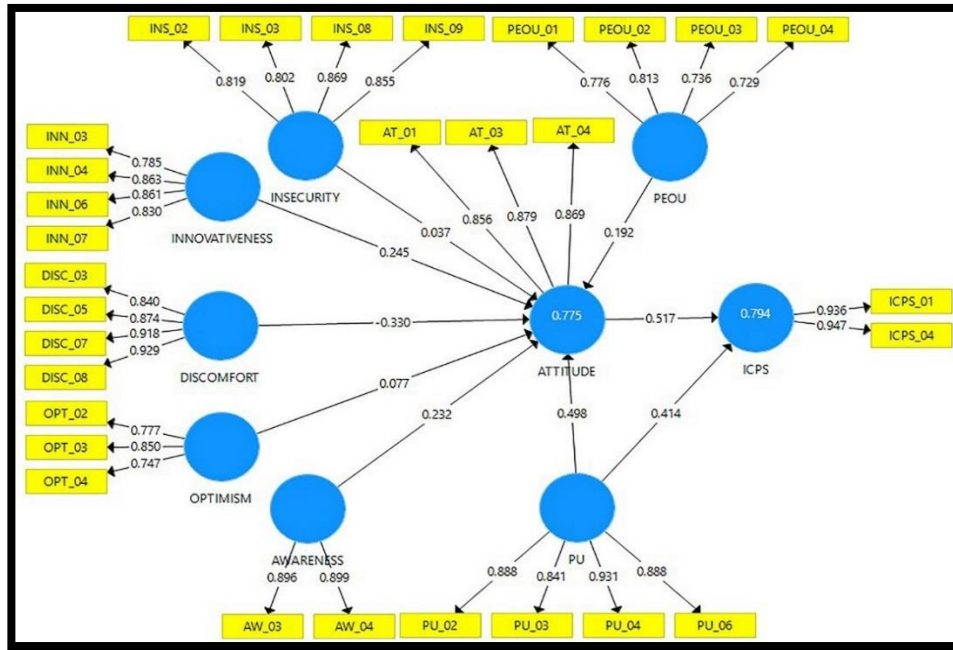 INS_02
INS_03
INS_08
INS_09
PEOU_01
PEOU_02
PEOU_03
PEOU_04
0.819
0.802
0.869
0.855
0.776
0.813
0.736
0.729
INSECURITY
PEOU
AT_01
AT_03
AT_04
0.856
0.879
0.869
0.037
0.192
INN_03
INN_04
INN_06
INN_07
0.785
0.863
0.861
0.830
INNOVATIVENESS
0.245
DISC_03
DISC_05
DISC_07
DISC_08
0.840
0.874
0.918
0.929
DISCOMFORT
-0.330
0.775
ATTITUDE
0.517
0.794
ICPS
0.936
0.947
ICPS_01
ICPS_04
OPT_02
OPT_03
OPT_04
0.777
0.850
0.747
OPTIMISM
0.077
0.232
0.498
0.414
AWARENESS
0.896
0.899
AW_03
AW_04
PU
0.888
0.841
0.931
0.888
PU_02
PU_03
PU_04
PU_06